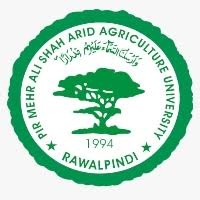 PIR MEHR ALI SHAH ARID AGRICULTURE UNIVERSITY
1994
★ RAWALPINDI ★